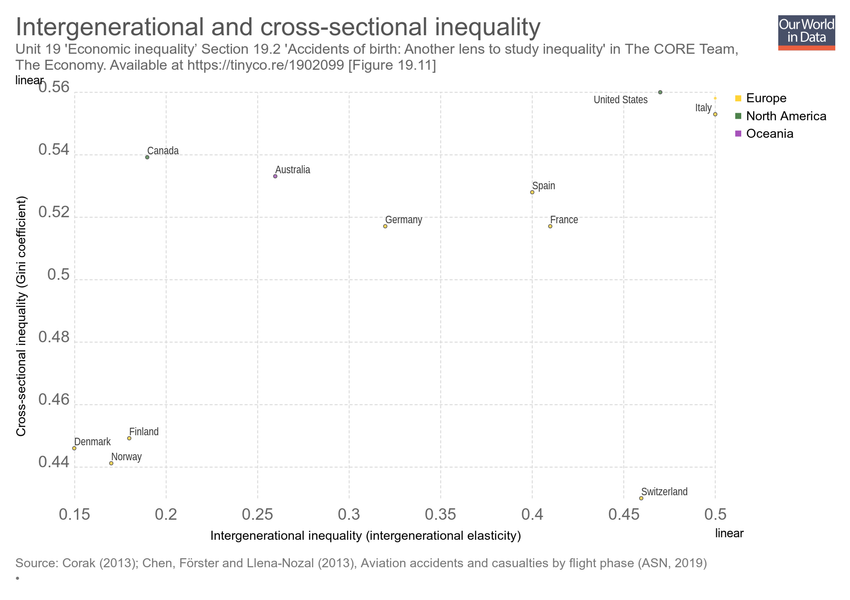 Intergenerational and cross-sectional inequality
Our World
in Data
Unit 19 'Economic inequality' Section 19.2 'Accidents of birth: Another lens to study inequality' in The CORE Team,
The Economy. Available at https://tinyco.re/1902099 [Figure 19.11]
linear
0.56
0.54
0.52
0.5
0.48
0.46
0.44
Cross-sectional inequality (Gini coefficient)
United States
Italy
Canada
Australia
Spain
Germany
France
Finland
Denmark
Norway
Switzerland
Europe
North America
Oceania
0.15 0.2 0.25 0.3 0.35 0.4 0.45 0.5
Intergenerational inequality (intergenerational elasticity)
linear
Source: Corak (2013); Chen, Förster and Llena-Nozal (2013), Aviation accidents and casualties by flight phase (ASN, 2019)
•